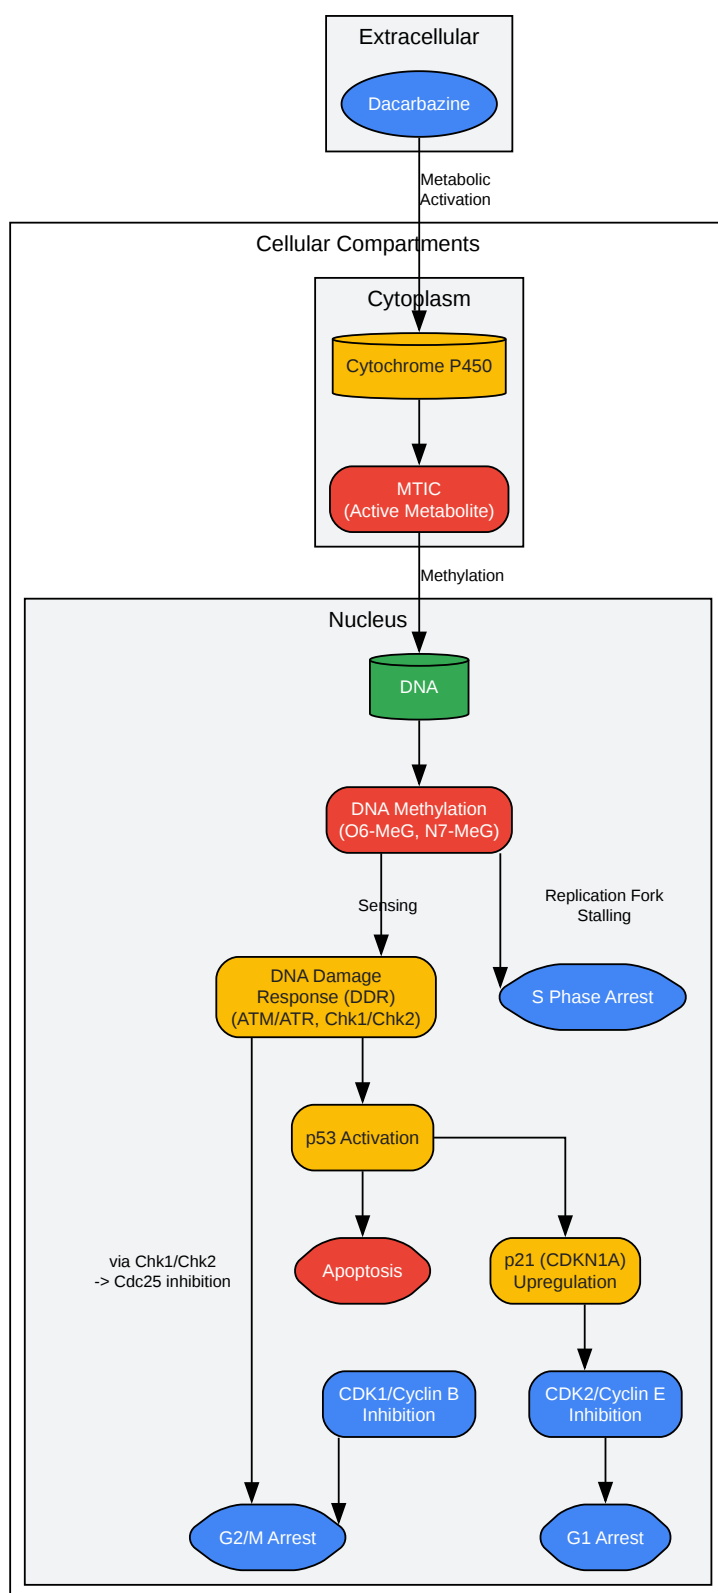 Extracellular
Dacarbazine
Metabolic
Activation
Cellular Compartments
Cytoplasm
Cytochrome P450
MTIC
(Active Metabolite)
Methylation
Nucleus
DNA
DNA Methylation
(O6-MeG, N7-MeG)
Sensing
Replication Fork
Stalling
DNA Damage
Response (DDR)
(ATM/ATR, Chk1/Chk2)
S Phase Arrest
p53 Activation
via Chk1/Chk2
-> Cdc25 inhibition
Apoptosis
p21 (CDKN1A)
Upregulation
CDK1/Cyclin B
Inhibition
CDK2/Cyclin E
Inhibition
G2/M Arrest
G1 Arrest